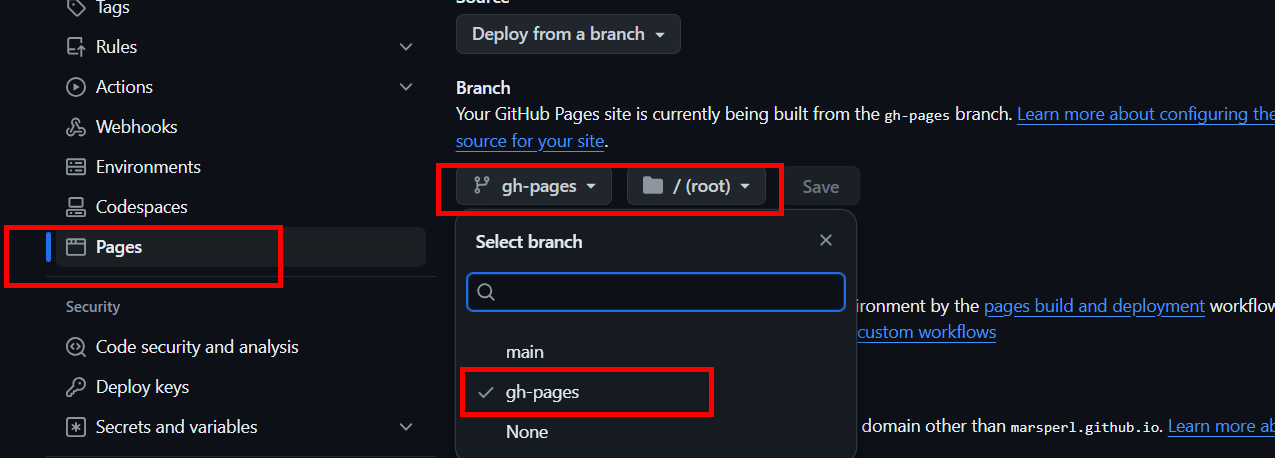 Tags
Rules
Actions
Webhooks
Environments
Codespaces
Pages
Security
Code security and analysis
Deploy keys
Secrets and variables
Source
Deploy from a branch
Branch
Your GitHub Pages site is currently being built from the gh-pages branch. Learn more about configuring the
source for your site.
gh-pages / (root) Save
Select branch
main
gh-pages
None
ironment by the pages build and deployment workflow
custom workflows
domain other than marsperl.github.io. Learn more ab